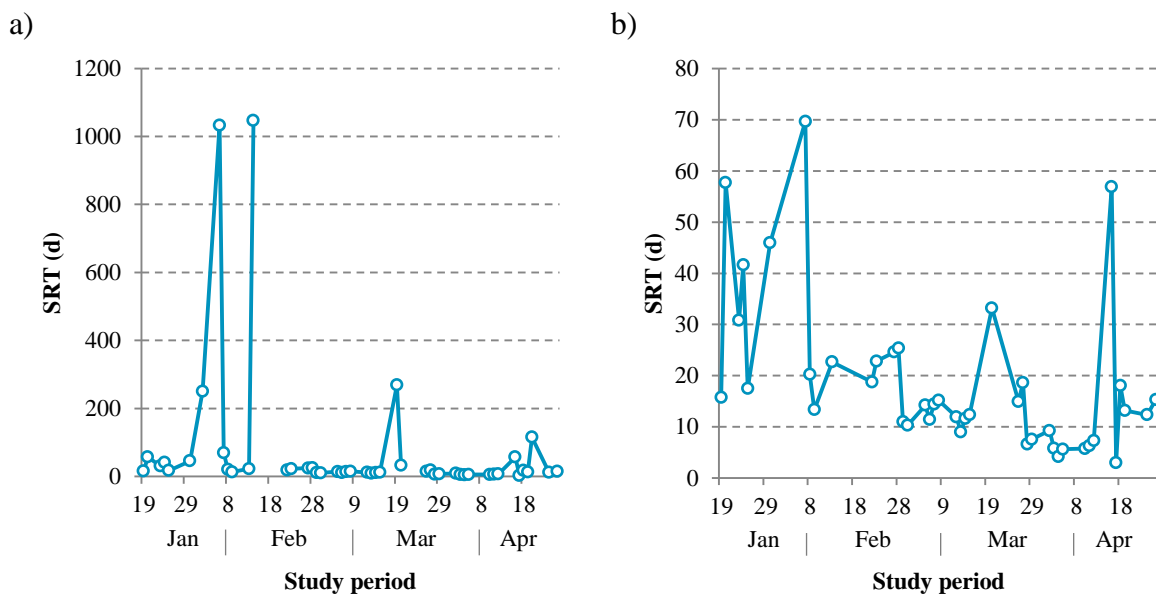 a)
1200
1000
800
600
400
200
0
SRT (d)
19 29 8 18 28 9 19 29 8 18
Jan | Feb | Mar | Apr
Study period
b)
80
70
60
50
40
30
20
10
0
SRT (d)
19 29 8 18 28 9 19 29 8 18
Jan | Feb | Mar | Apr
Study period